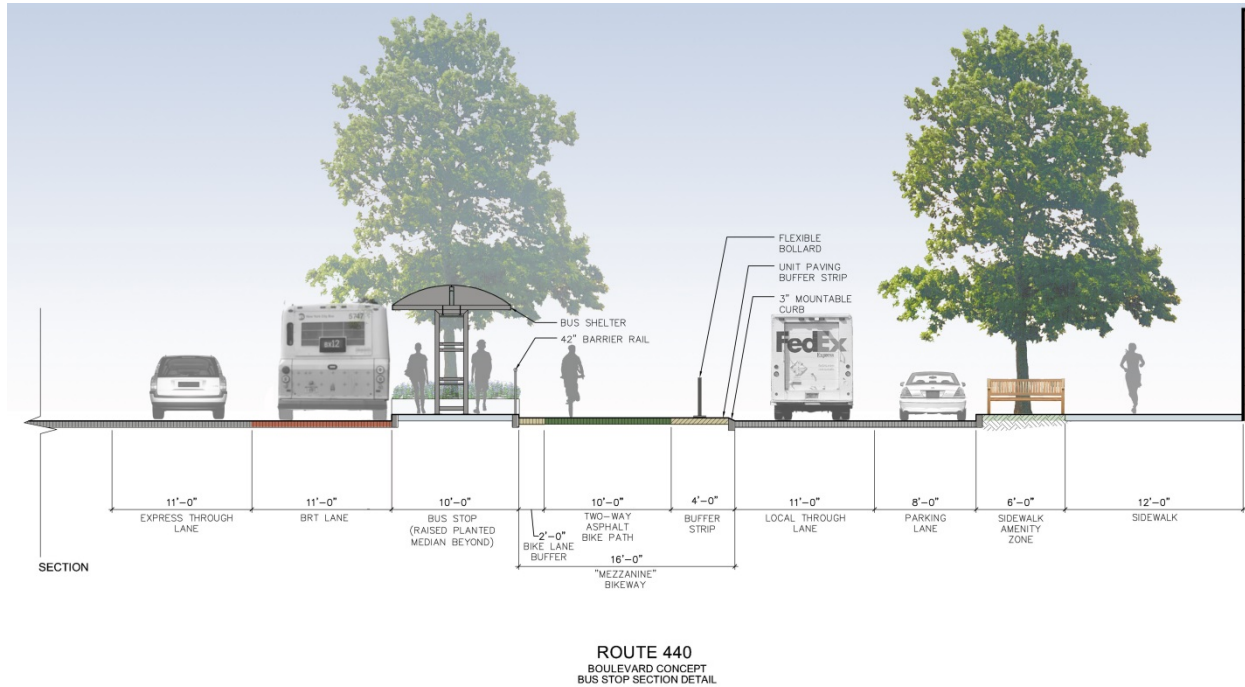 FLEXIBLE
BOLLARD
UNIT PAVING
BUFFER STRIP
3" MOUNTABLE
CURB
BUS SHELTER
42" BARRIER RAIL
FedEx
Express
11'-0"
EXPRESS THROUGH
LANE
11'-0"
BRT LANE
10'-0"
BUS STOP
(RAISED PLANTED
MEDIAN BEYOND)
2'-0"
BIKE LANE
BUFFER
10'-0"
TWO-WAY
ASPHALT
BIKE PATH
4'-0"
BUFFER
STRIP
16'-0"
"MEZZANINE"
BIKEWAY
11'-0"
LOCAL THROUGH
LANE
8'-0"
PARKING
LANE
6'-0"
SIDEWALK
AMENITY
ZONE
12'-0"
SIDEWALK
SECTION
ROUTE 440
BOULEVARD CONCEPT
BUS STOP SECTION DETAIL